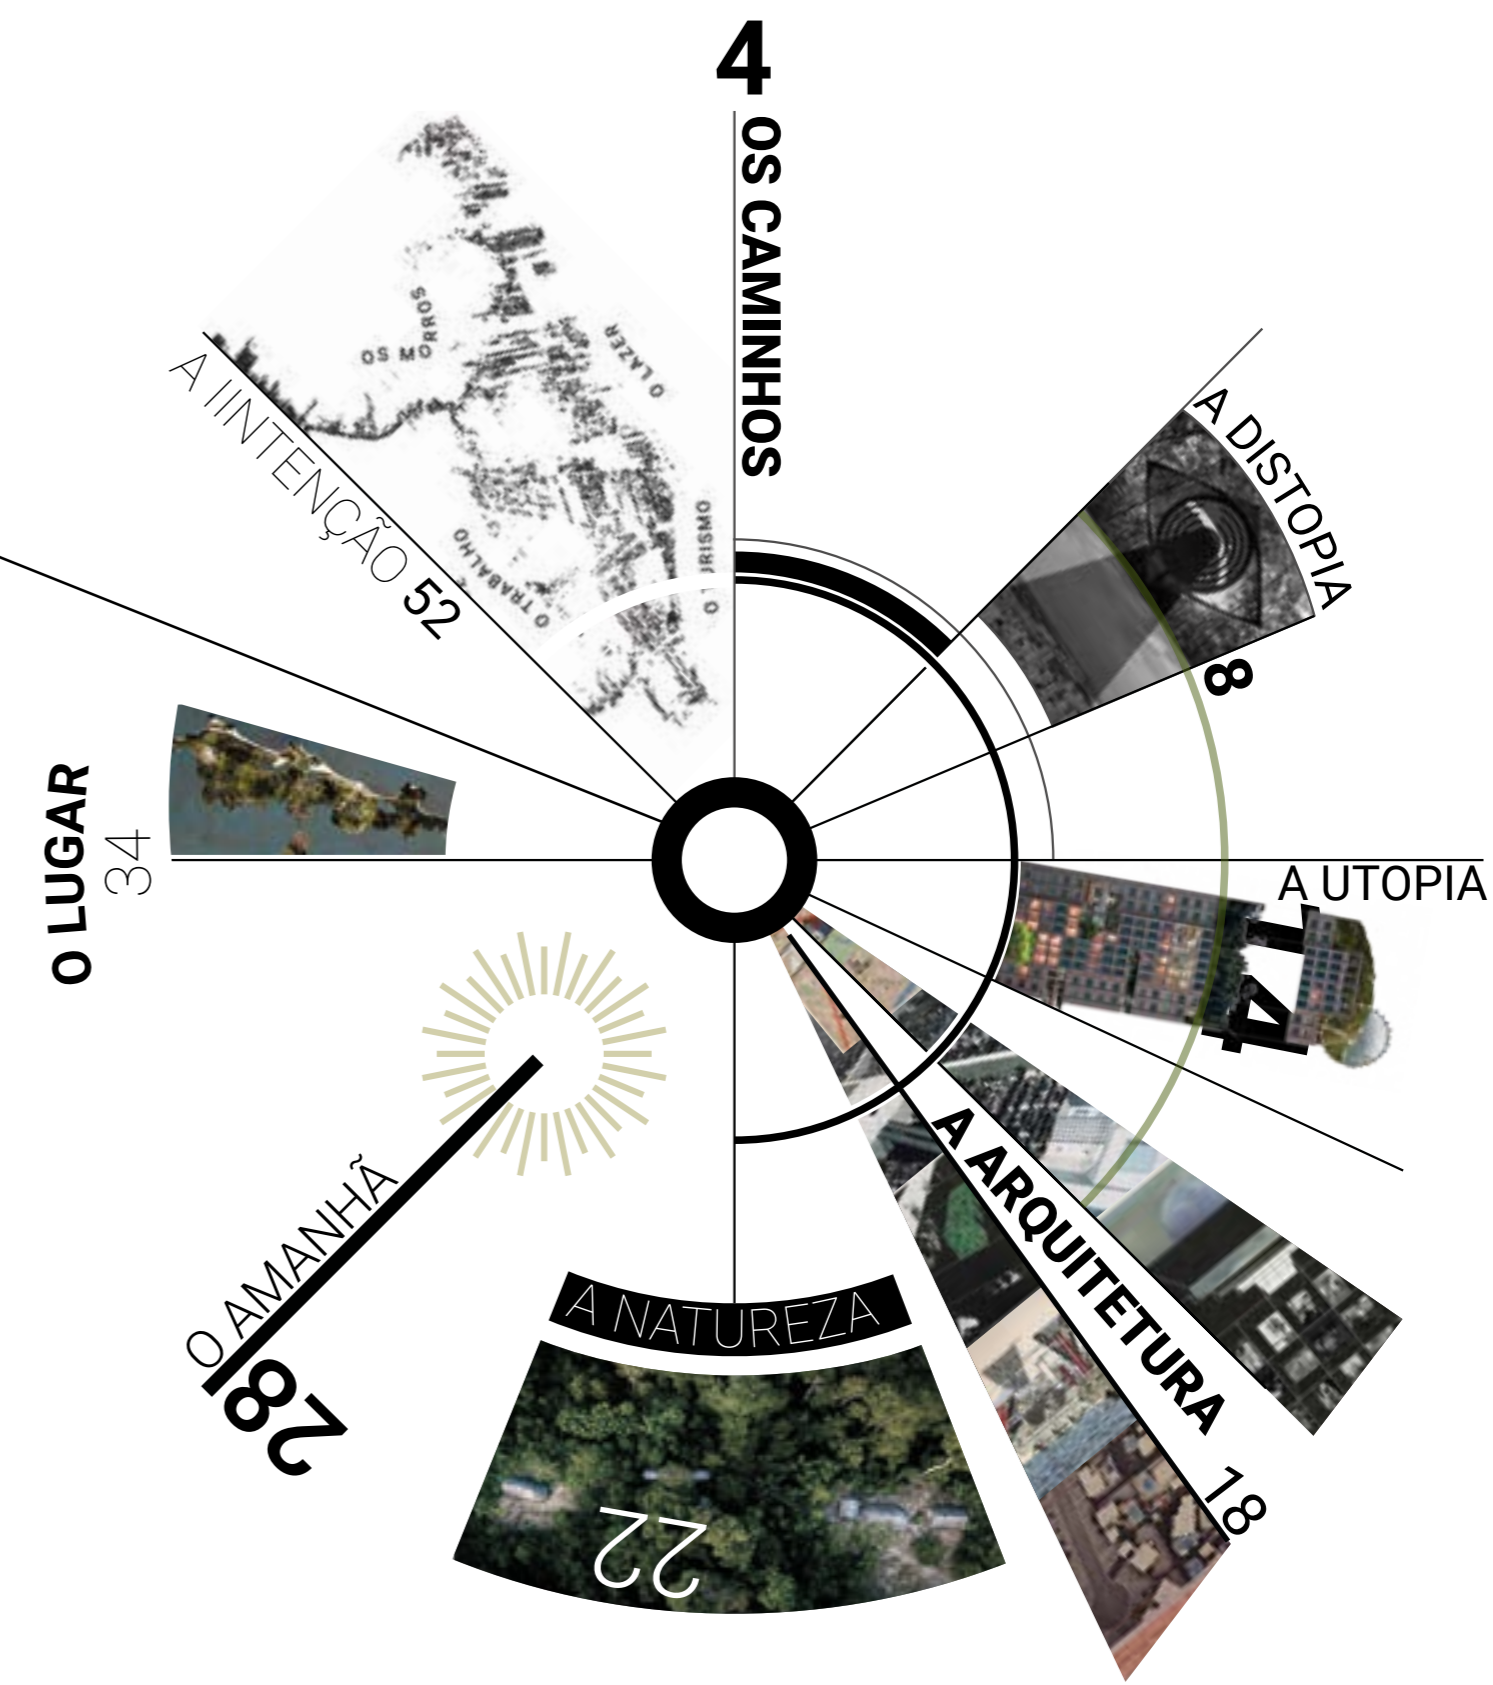 4
OS CAMINHOS
A DISTOPIA
8
A UTOPIA
14
A ARQUITETURA
18
A NATUREZA
22
O AMANHÃ
28
O LUGAR
34
A IINTENÇÃO 52
OS MORROS
O LAZER
O TRABALHO
O TURISMO